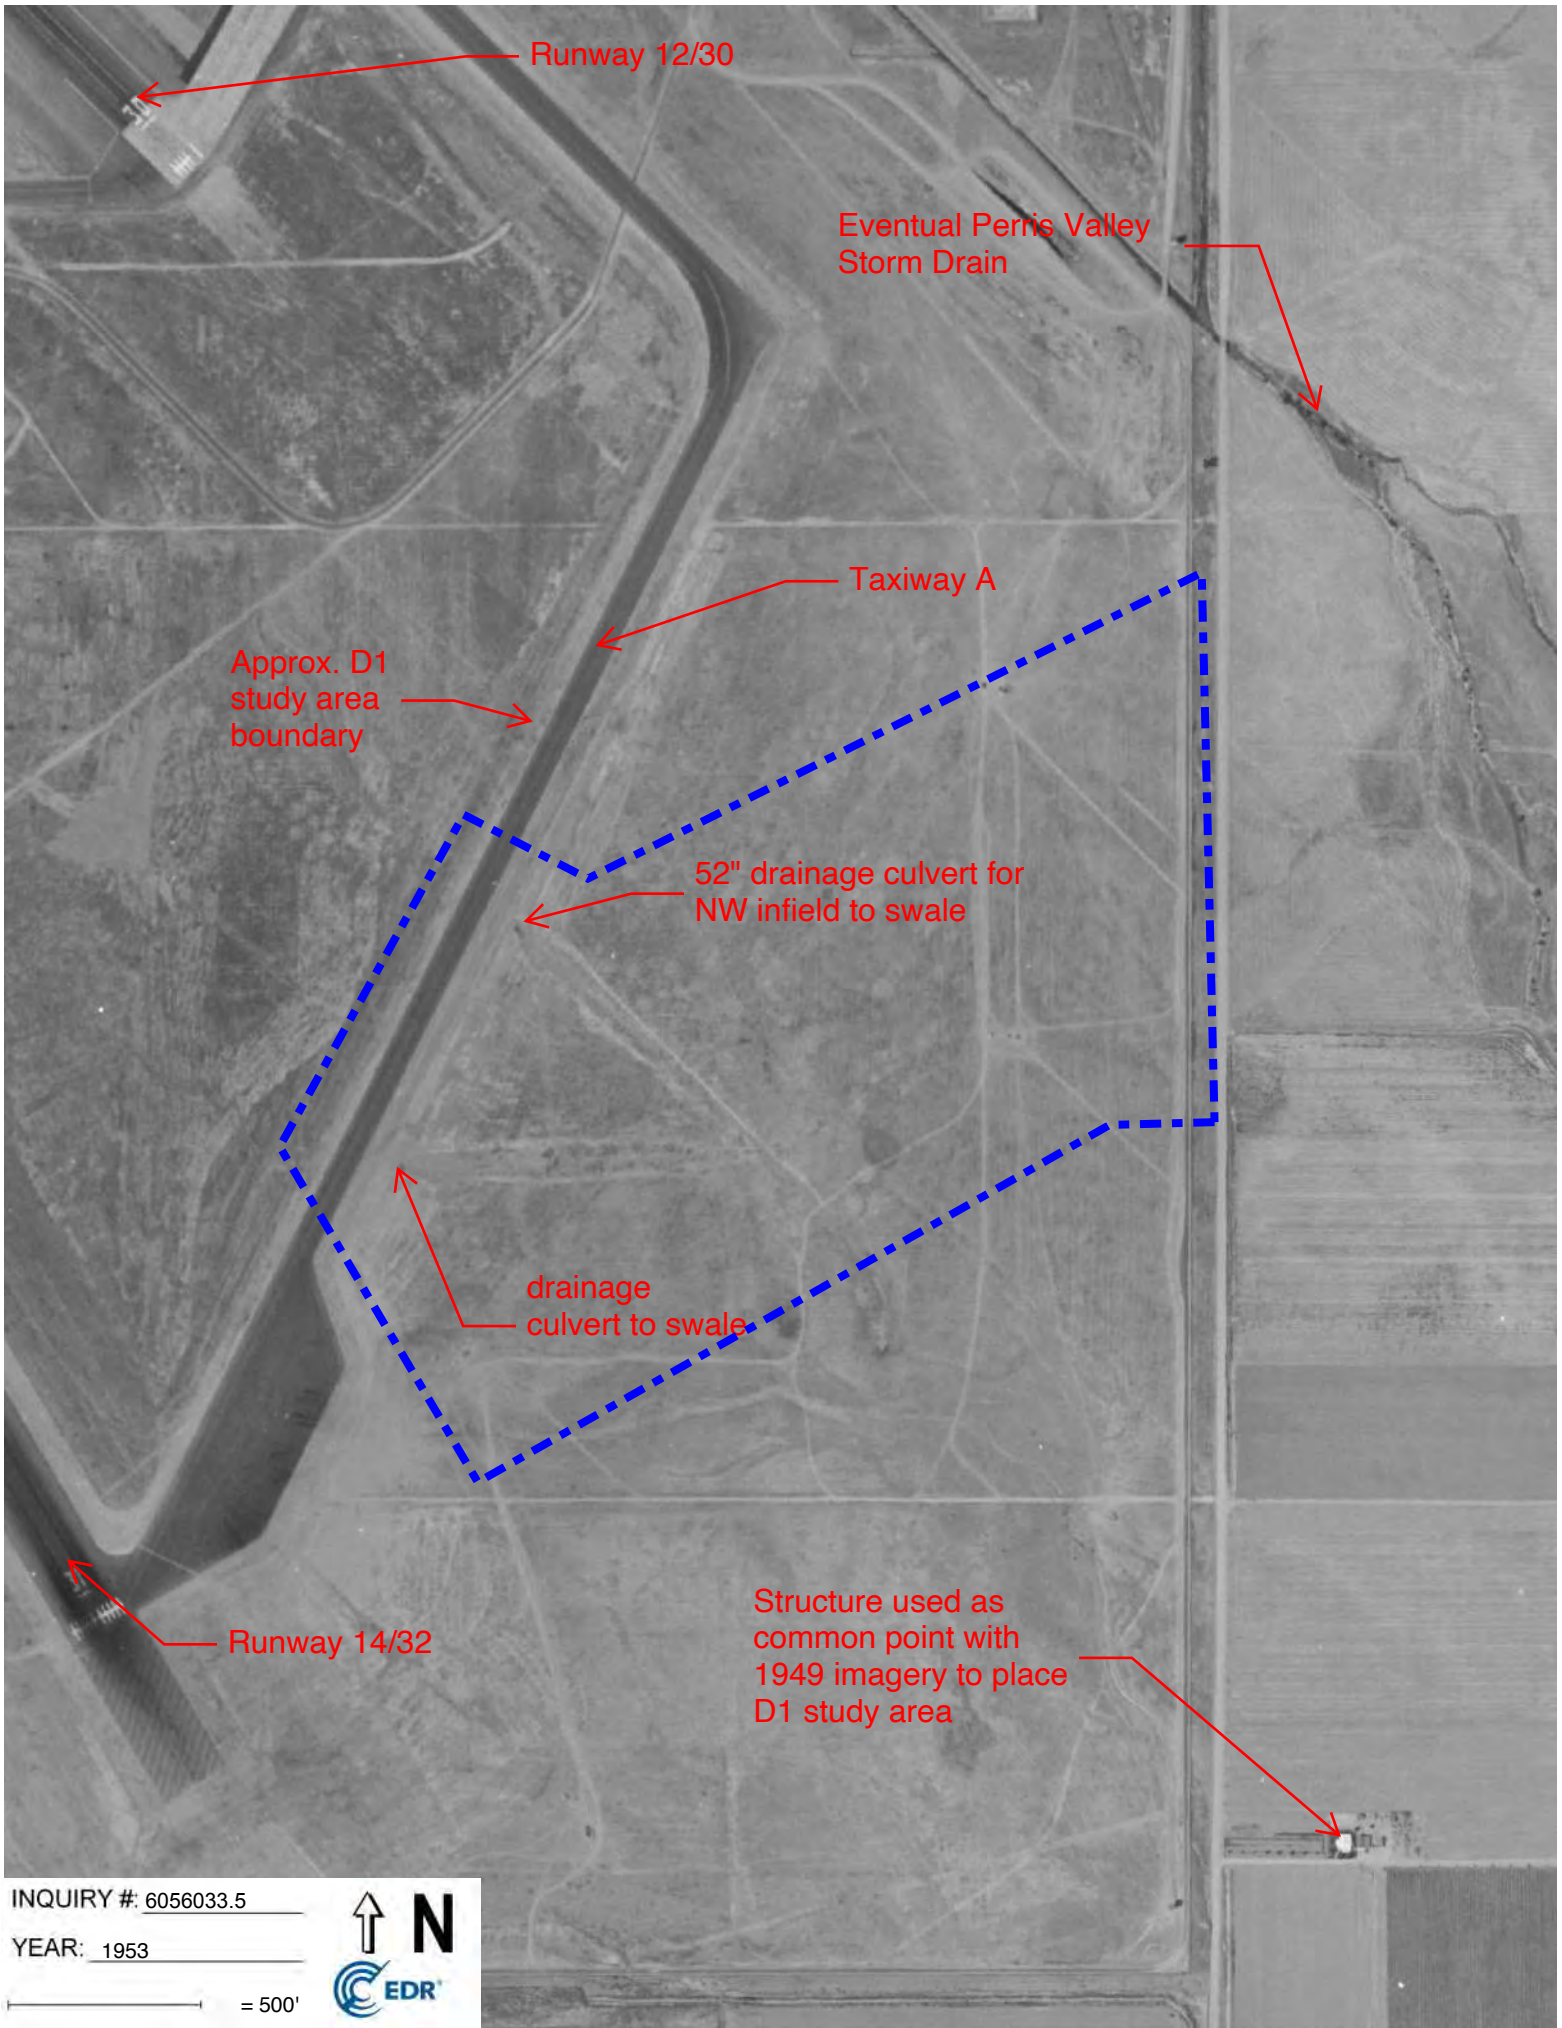 Runway 12/30
30
Eventual Perris Valley
Storm Drain
Taxiway A
Approx. D1
study area
boundary
52" drainage culvert for
NW infield to swale
drainage
culvert to swale
Structure used as
common point with
1949 imagery to place
D1 study area
Runway 14/32
INQUIRY #: 6056033.5
YEAR: 1953
= 500'
N
EDR®